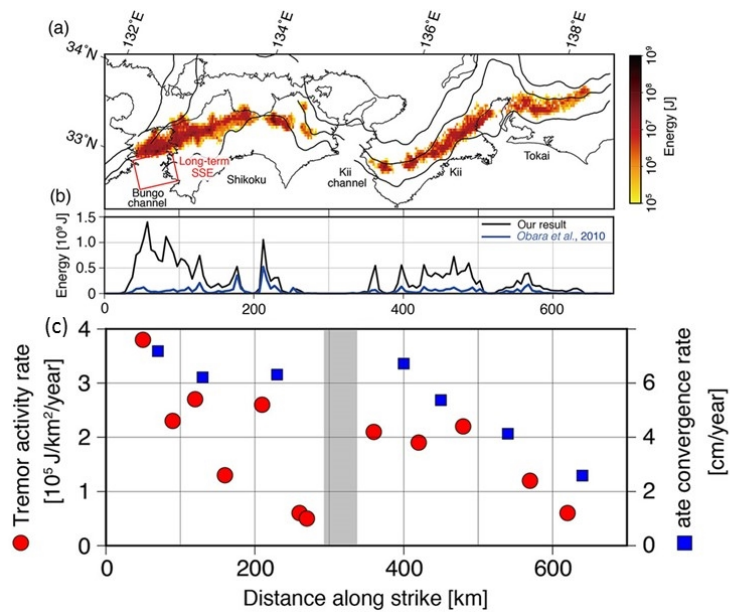 (a)
132°E 134°E 136°E 138°E
34°N
33°N
Long-term
SSE
Bungo
channel
Shikoku
Kii
channel
Kii
Tokai
10⁹
10⁸
10⁷
10⁶
10⁵
Energy [J]
(b)
Energy [10⁹ J]
1.5
1.0
0.5
0
Our result
Obara et al., 2010
0 200 400 600
(c)
Tremor activity rate
[10⁵ J/km²/year]
4
3
2
1
0
6
4
2
0
ate convergence rate
[cm/year]
0 200 400 600
Distance along strike [km]